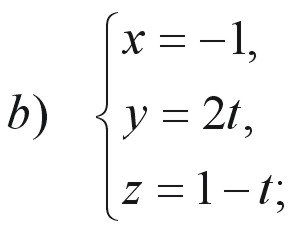 x = −1,
b) y = 2t,
z = 1 − t;